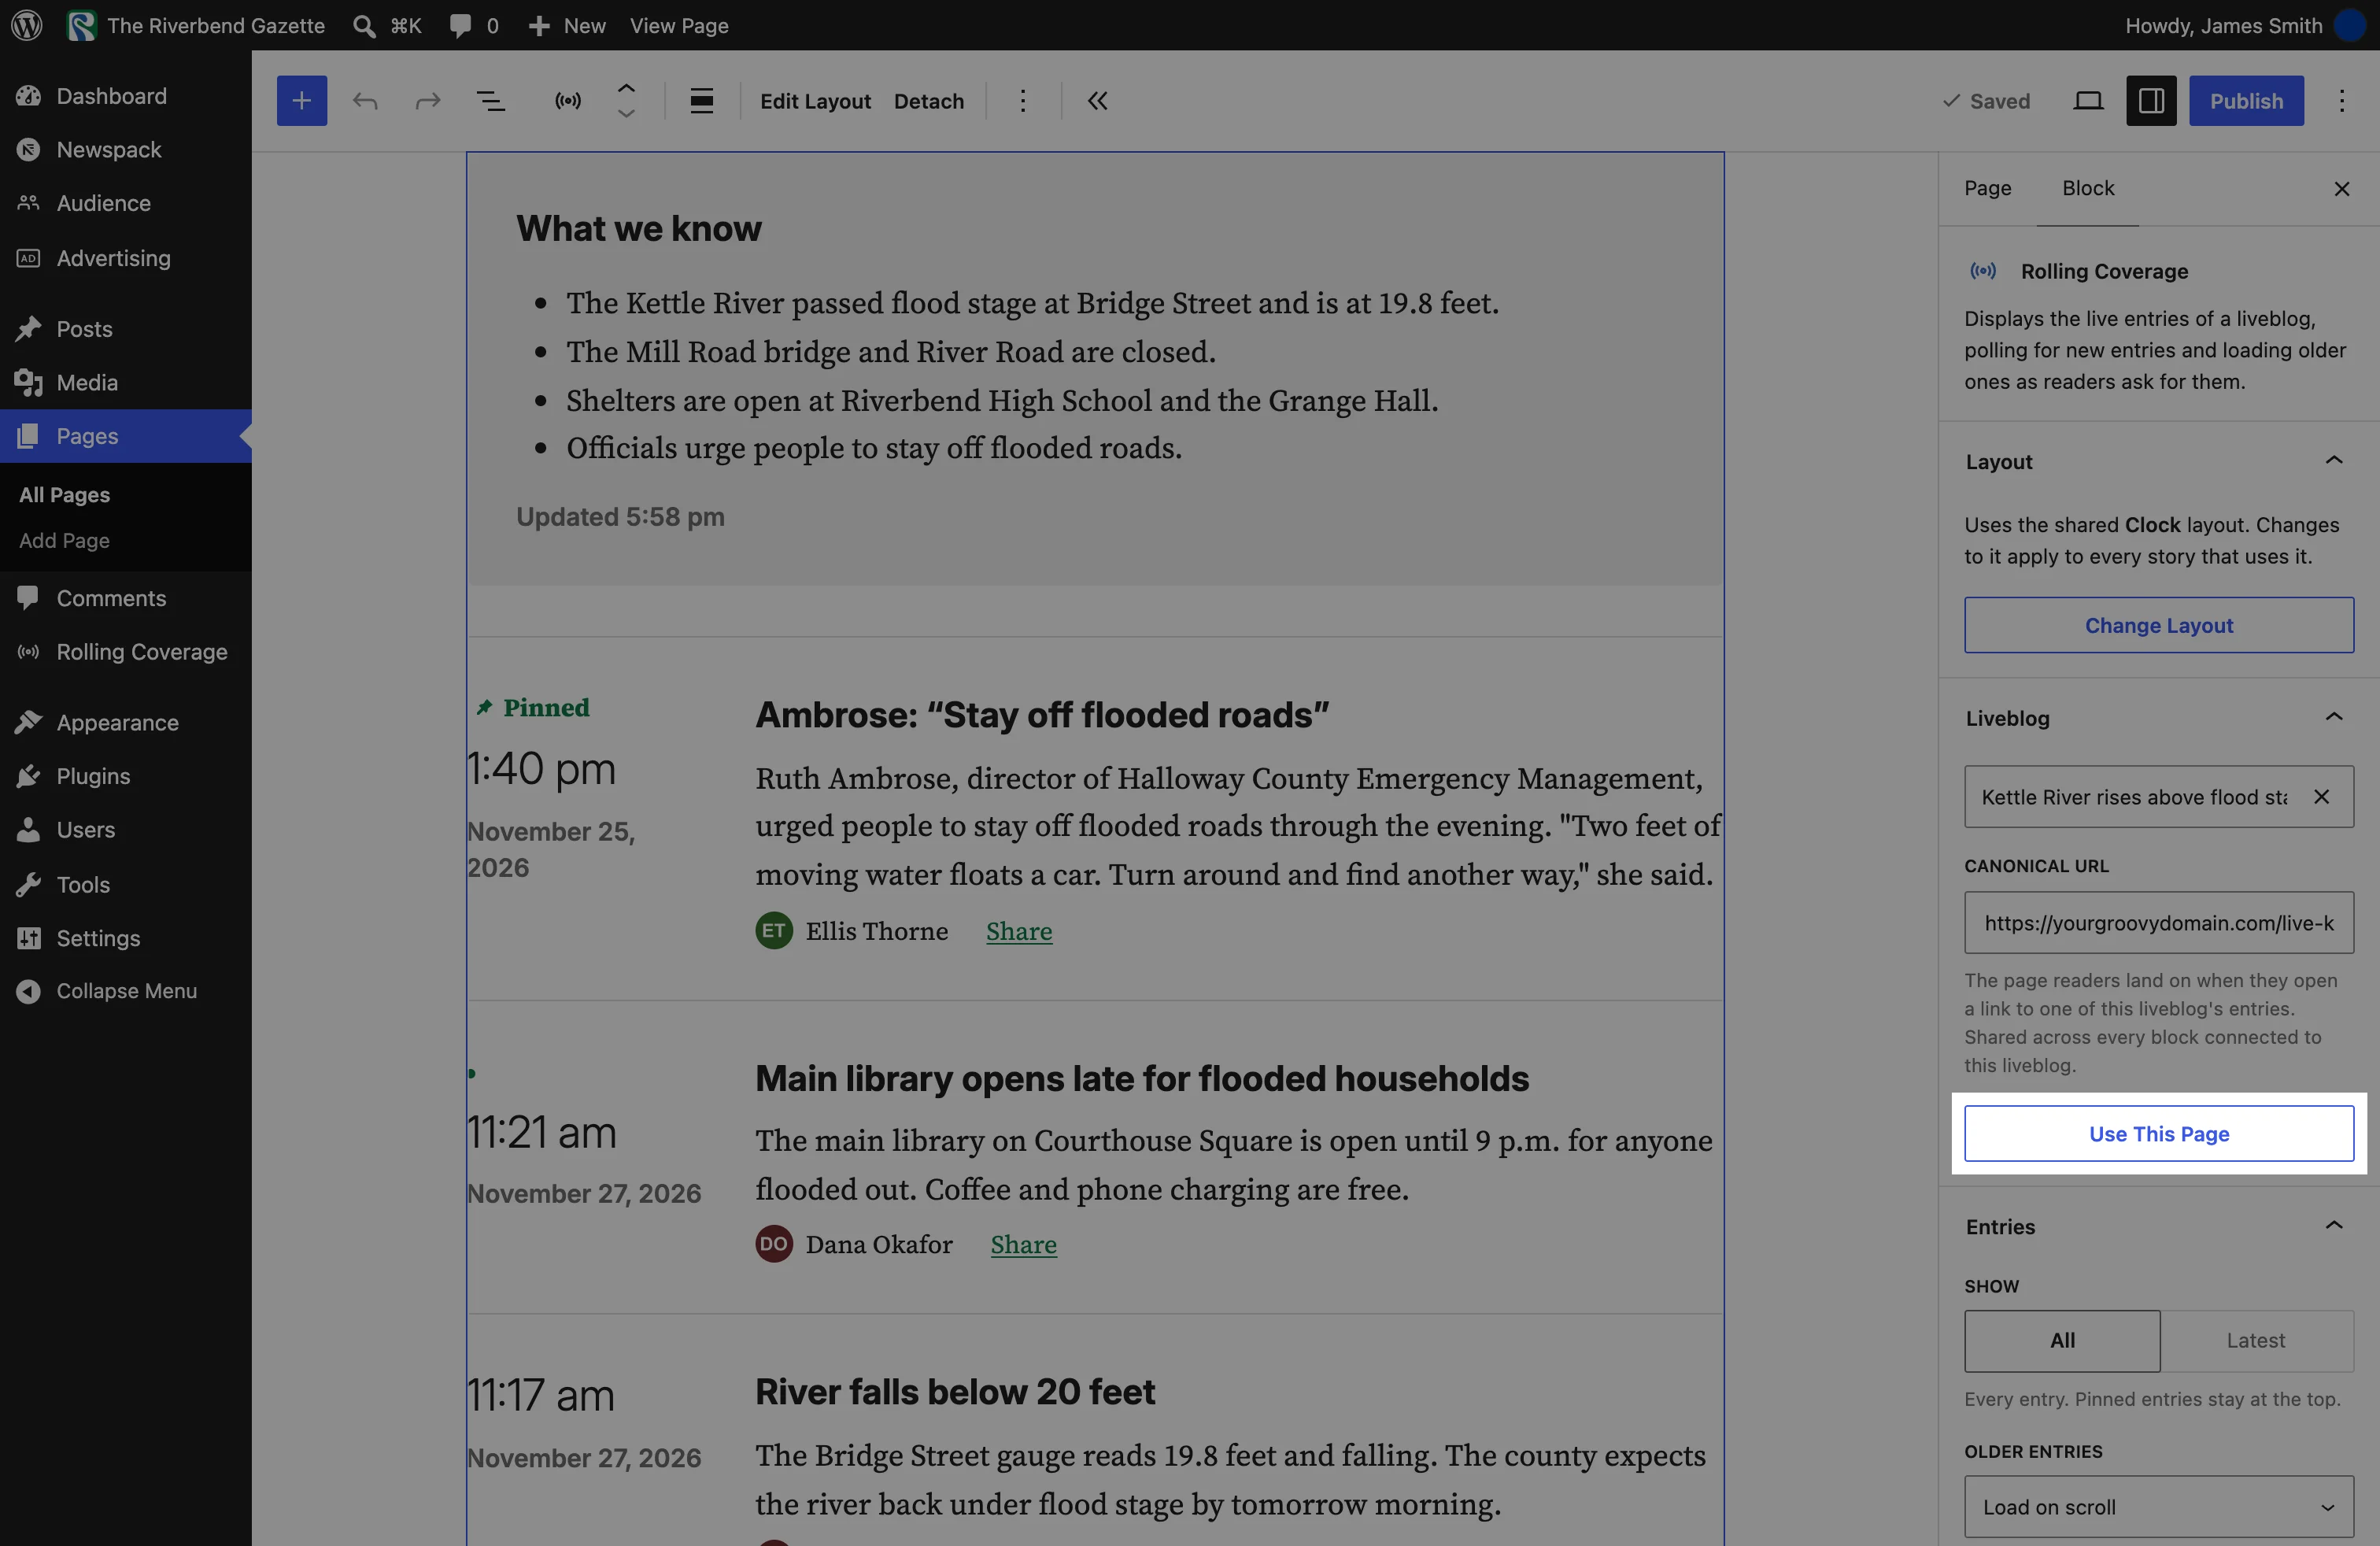 The Riverbend Gazette
⌘K
0
New
View Page
Howdy, James Smith
Dashboard
Newspack
Audience
AD
Advertising
Posts
Media
Pages
All Pages
Add Page
Comments
Rolling Coverage
Appearance
Plugins
Users
Tools
Settings
Collapse Menu
Edit Layout
Detach
Saved
Publish
What we know
The Kettle River passed flood stage at Bridge Street and is at 19.8 feet.
The Mill Road bridge and River Road are closed.
Shelters are open at Riverbend High School and the Grange Hall.
Officials urge people to stay off flooded roads.
Updated 5:58 pm
Pinned
1:40 pm
November 25,
2026
Ambrose: “Stay off flooded roads”
Ruth Ambrose, director of Halloway County Emergency Management,
urged people to stay off flooded roads through the evening. "Two feet of
moving water floats a car. Turn around and find another way," she said.
ET
Ellis Thorne
Share
11:21 am
November 27, 2026
Main library opens late for flooded households
The main library on Courthouse Square is open until 9 p.m. for anyone
flooded out. Coffee and phone charging are free.
DO
Dana Okafor
Share
11:17 am
November 27, 2026
River falls below 20 feet
The Bridge Street gauge reads 19.8 feet and falling. The county expects
the river back under flood stage by tomorrow morning.
Page
Block
Rolling Coverage
Displays the live entries of a liveblog,
polling for new entries and loading older
ones as readers ask for them.
Layout
Uses the shared Clock layout. Changes
to it apply to every story that uses it.
Change Layout
Liveblog
Kettle River rises above flood sta
CANONICAL URL
https://yourgroovydomain.com/live-k
The page readers land on when they open
a link to one of this liveblog's entries.
Shared across every block connected to
this liveblog.
Use This Page
Entries
SHOW
All
Latest
Every entry. Pinned entries stay at the top.
OLDER ENTRIES
Load on scroll